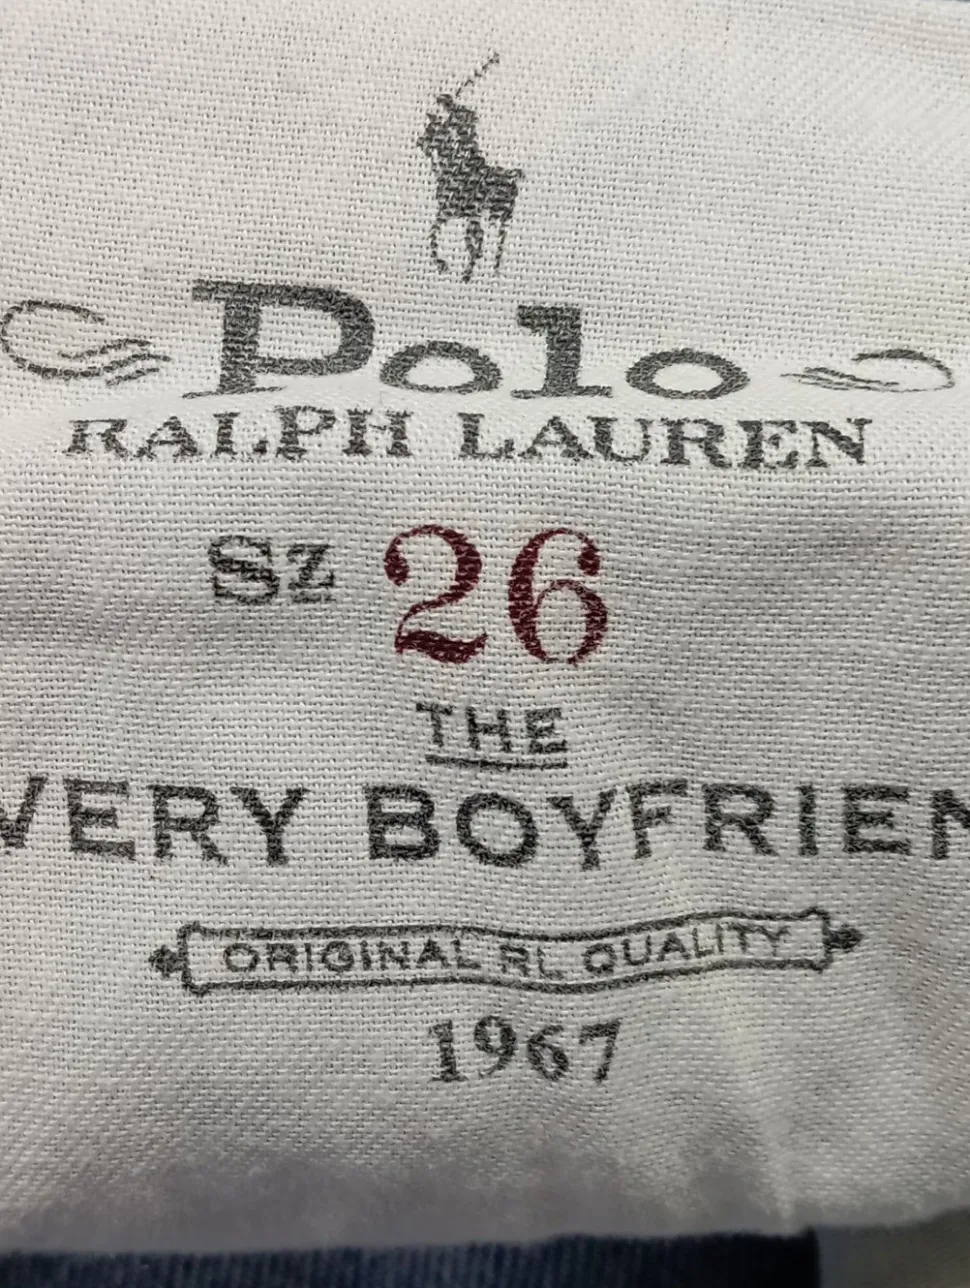 Polo
RALPH LAUREN
Sz 26
THE
VERY BOYFRIEN
ORIGINAL RL QUALITY
1967